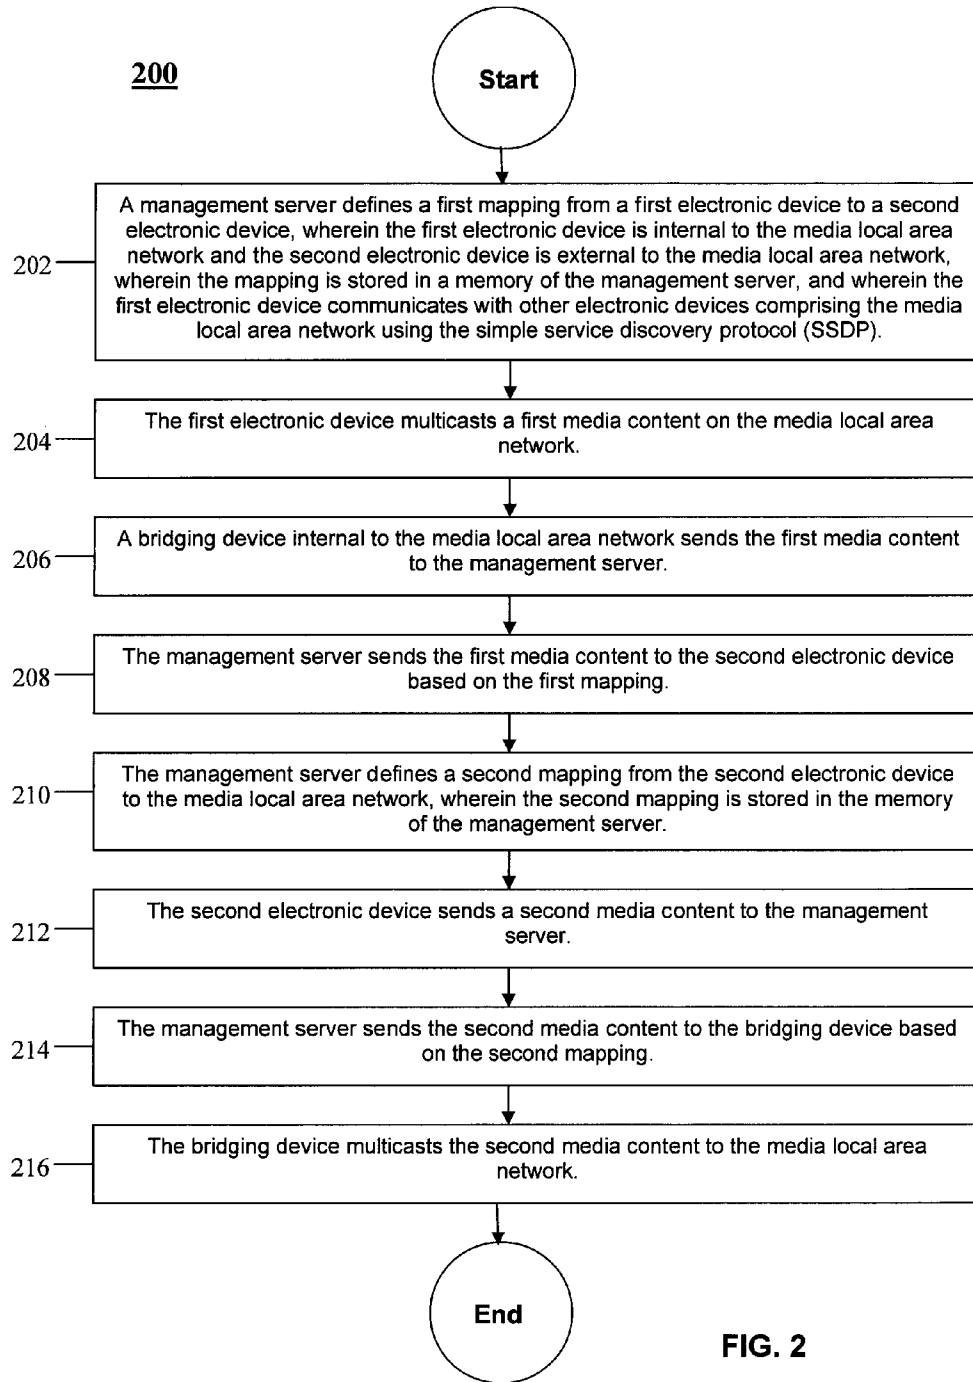 200
Start
202
A management server defines a first mapping from a first electronic device to a second
electronic device, wherein the first electronic device is internal to the media local area
network and the second electronic device is external to the media local area network,
wherein the mapping is stored in a memory of the management server, and wherein the
first electronic device communicates with other electronic devices comprising the media
local area network using the simple service discovery protocol (SSDP).
204
The first electronic device multicasts a first media content on the media local area
network.
206
A bridging device internal to the media local area network sends the first media content
to the management server.
208
The management server sends the first media content to the second electronic device
based on the first mapping.
210
The management server defines a second mapping from the second electronic device
to the media local area network, wherein the second mapping is stored in the memory
of the management server.
212
The second electronic device sends a second media content to the management
server.
214
The management server sends the second media content to the bridging device based
on the second mapping.
216
The bridging device multicasts the second media content to the media local area
network.
End
FIG. 2